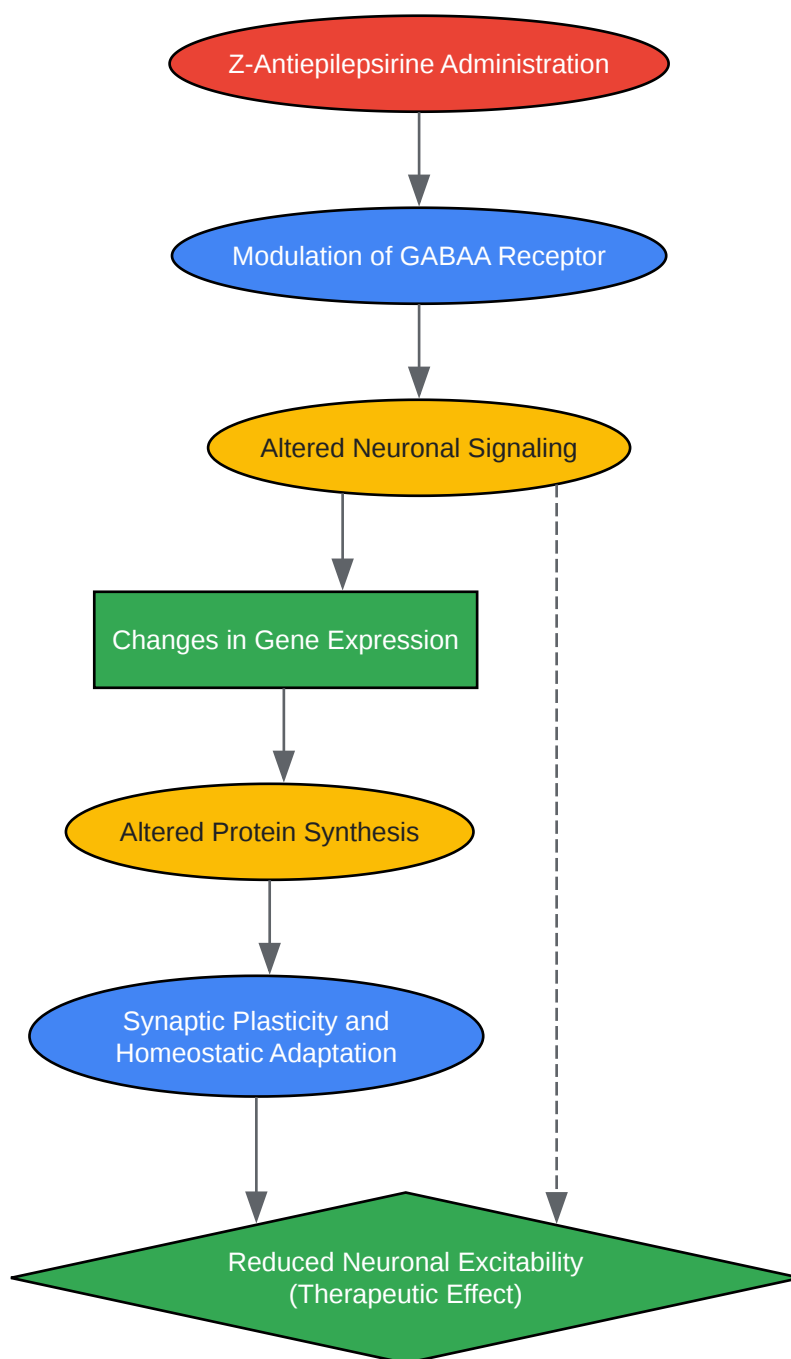 Z-Antiepilepsirine Administration
Modulation of GABAA Receptor
Altered Neuronal Signaling
Changes in Gene Expression
Altered Protein Synthesis
Synaptic Plasticity and
Homeostatic Adaptation
Reduced Neuronal Excitability
(Therapeutic Effect)